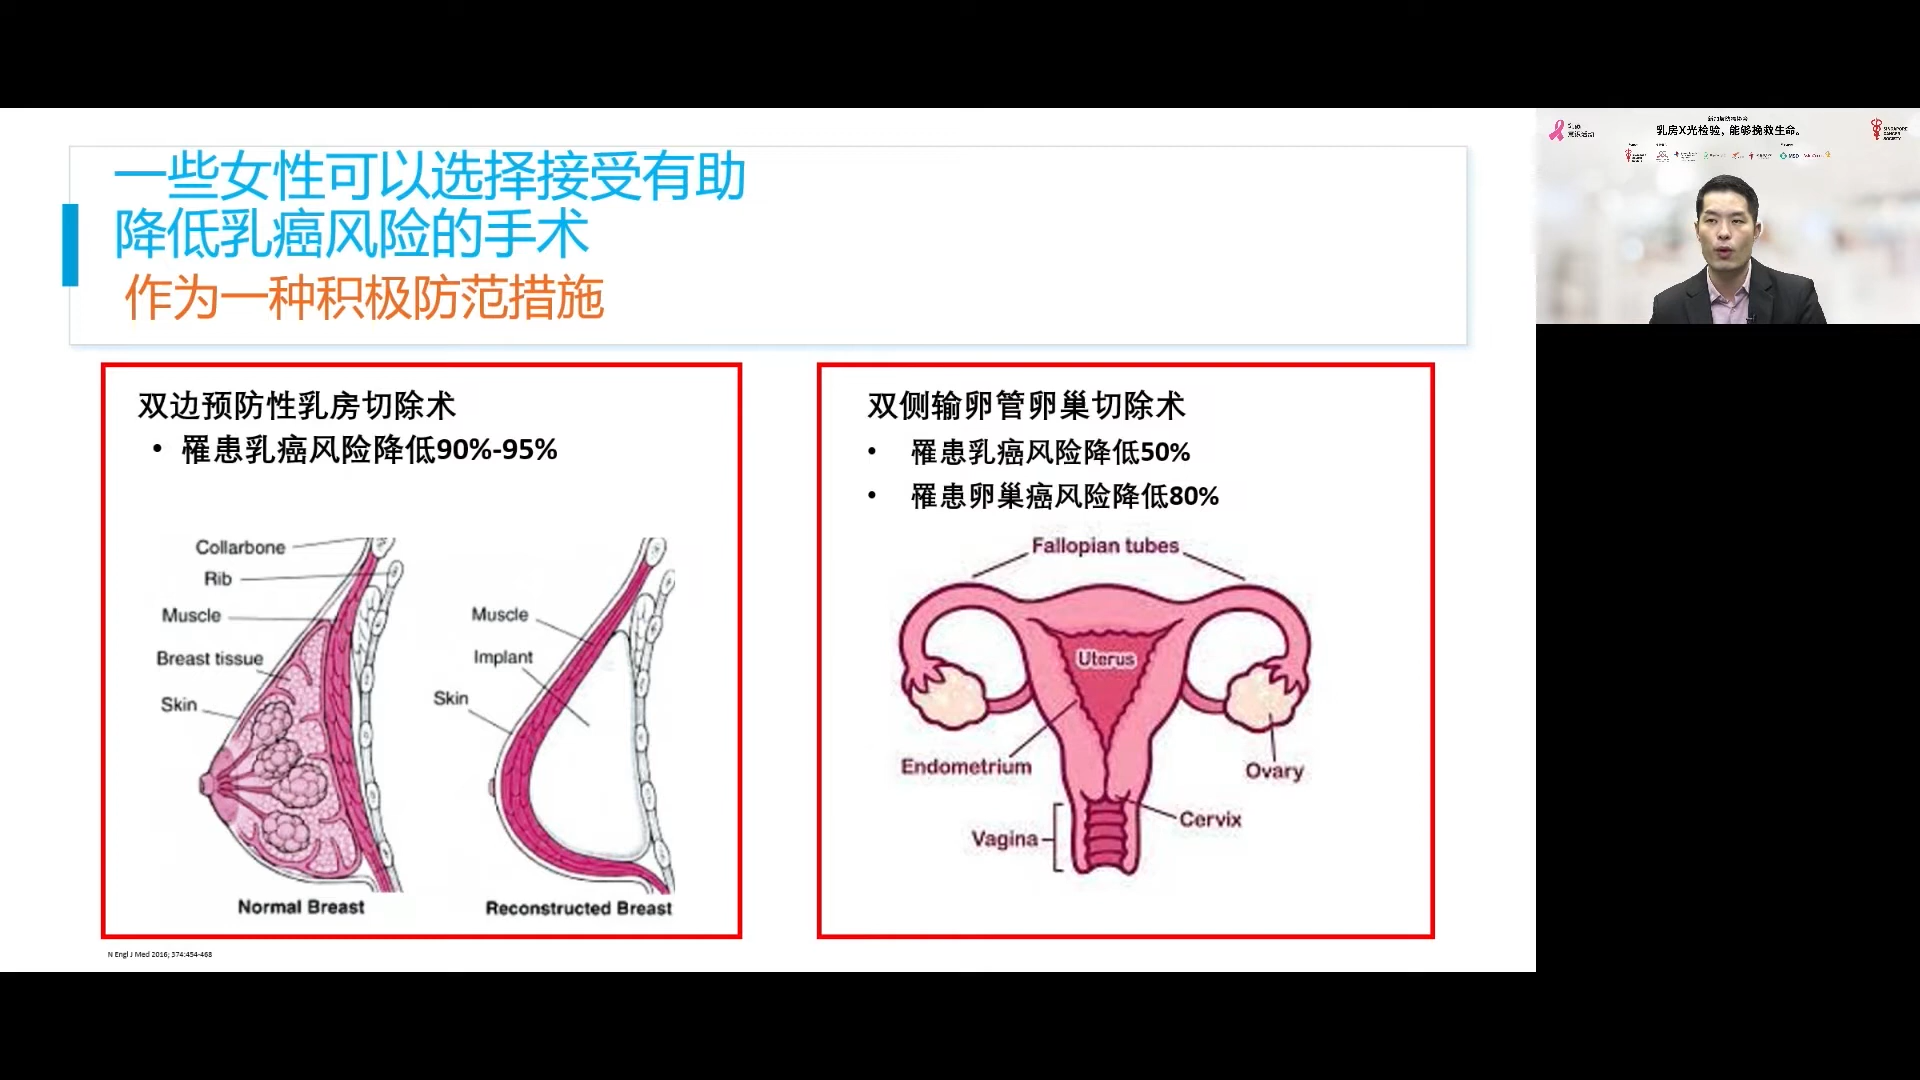 一些女性可以选择接受有助
降低乳癌风险的手术
作为一种积极防范措施
双边预防性乳房切除术
• 罹患乳癌风险降低90%-95%
Collarbone
Rib
Muscle
Breast tissue
Skin
Normal Breast
Muscle
Implant
Skin
Reconstructed Breast
双侧输卵管卵巢切除术
• 罹患乳癌风险降低50%
• 罹患卵巢癌风险降低80%
Fallopian tubes
Uterus
Endometrium
Ovary
Cervix
Vagina
N Engl J Med 2016; 374:454-468
乳房X光检验，能够挽救生命。
SINGAPORE
CANCER
SOCIETY
MSD